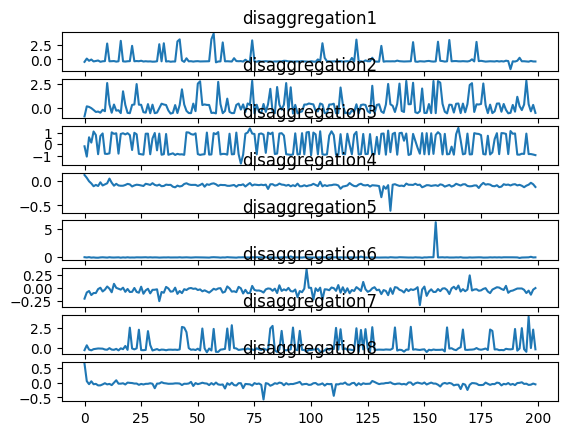 disaggregation1
2.5
0.0
disaggregation2
2.5
0.0
disaggregation3
1
0
−1
disaggregation4
0.0
−0.5
disaggregation5
5
0
disaggregation6
0.25
0.00
−0.25
disaggregation7
2.5
0.0
disaggregation8
0.5
0.0
−0.5
0 25 50 75 100 125 150 175 200